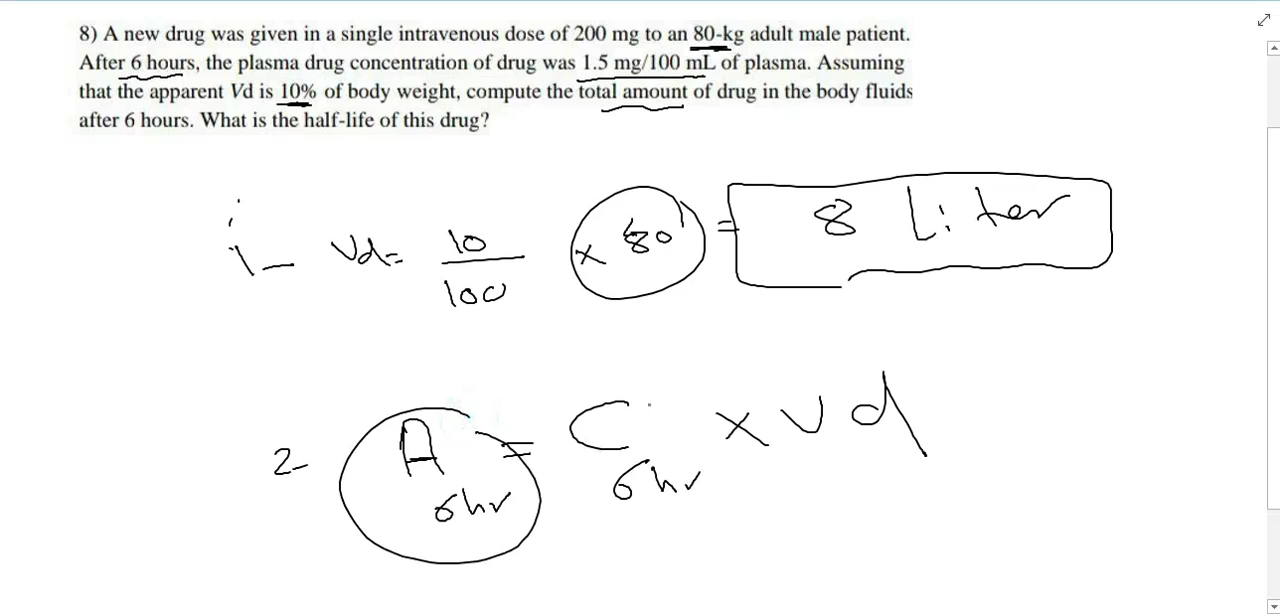 8) A new drug was given in a single intravenous dose of 200 mg to an 80-kg adult male patient.
After 6 hours, the plasma drug concentration of drug was 1.5 mg/100 mL of plasma. Assuming
that the apparent Vd is 10% of body weight, compute the total amount of drug in the body fluids
after 6 hours. What is the half-life of this drug?
1- Vd = 10/100 x 80 = 8 Liter
2- A 6hr = C 6hr x Vd